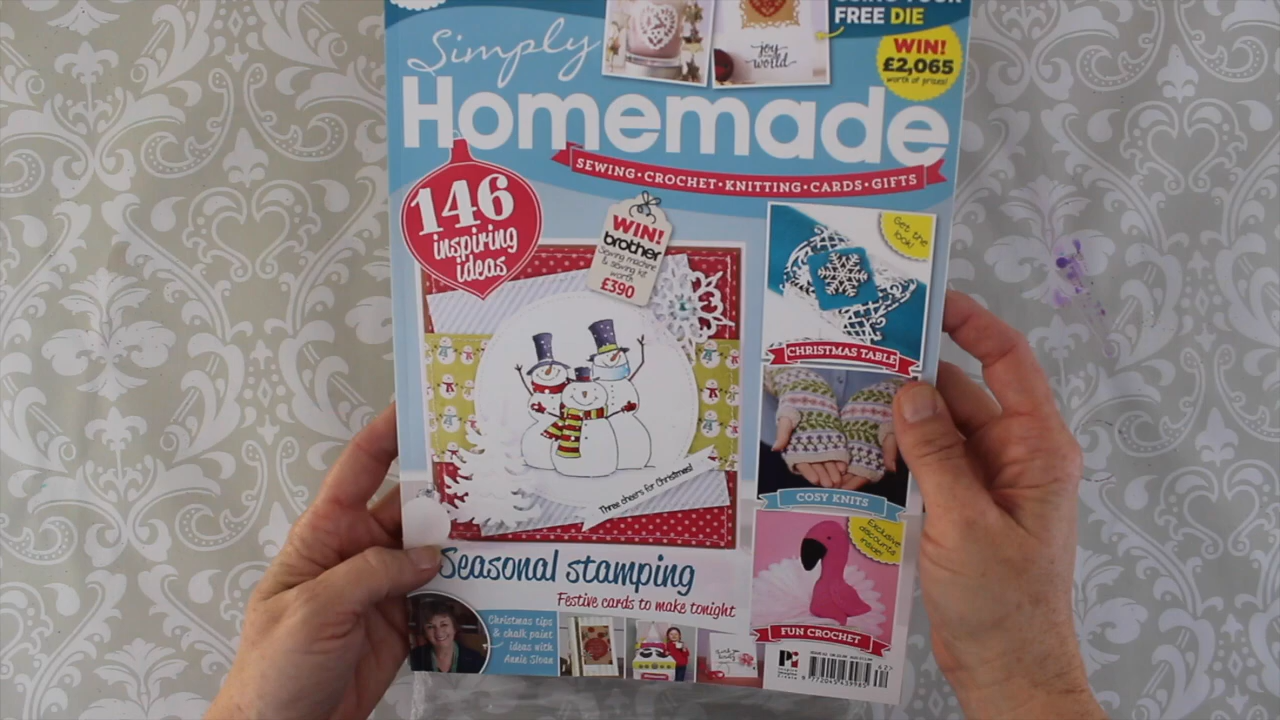 FREE DIE
joy
world
WIN!
£2,065
worth of prizes!
Simply
Homemade
SEWING•CROCHET•KNITTING•CARDS•GIFTS
146
inspiring
ideas
WIN!
brother
Sewing machine
& sewing kit
worth
£390
Get the
look!
CHRISTMAS TABLE
COSY KNITS
Three cheers for Christmas!
Exclusive
discounts
inside!
FUN CROCHET
Seasonal stamping
Festive cards to make tonight
Christmas tips
& chalk paint
ideas with
Annie Sloan